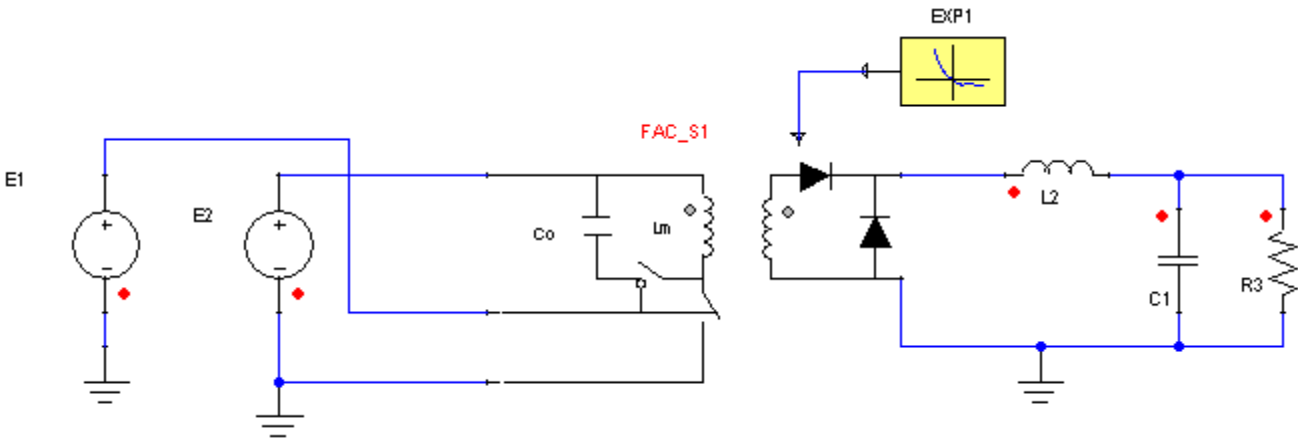 EXP1
FAC_S1
E1
E2
Co
Lm
L2
C1
R3
+
−
+
−